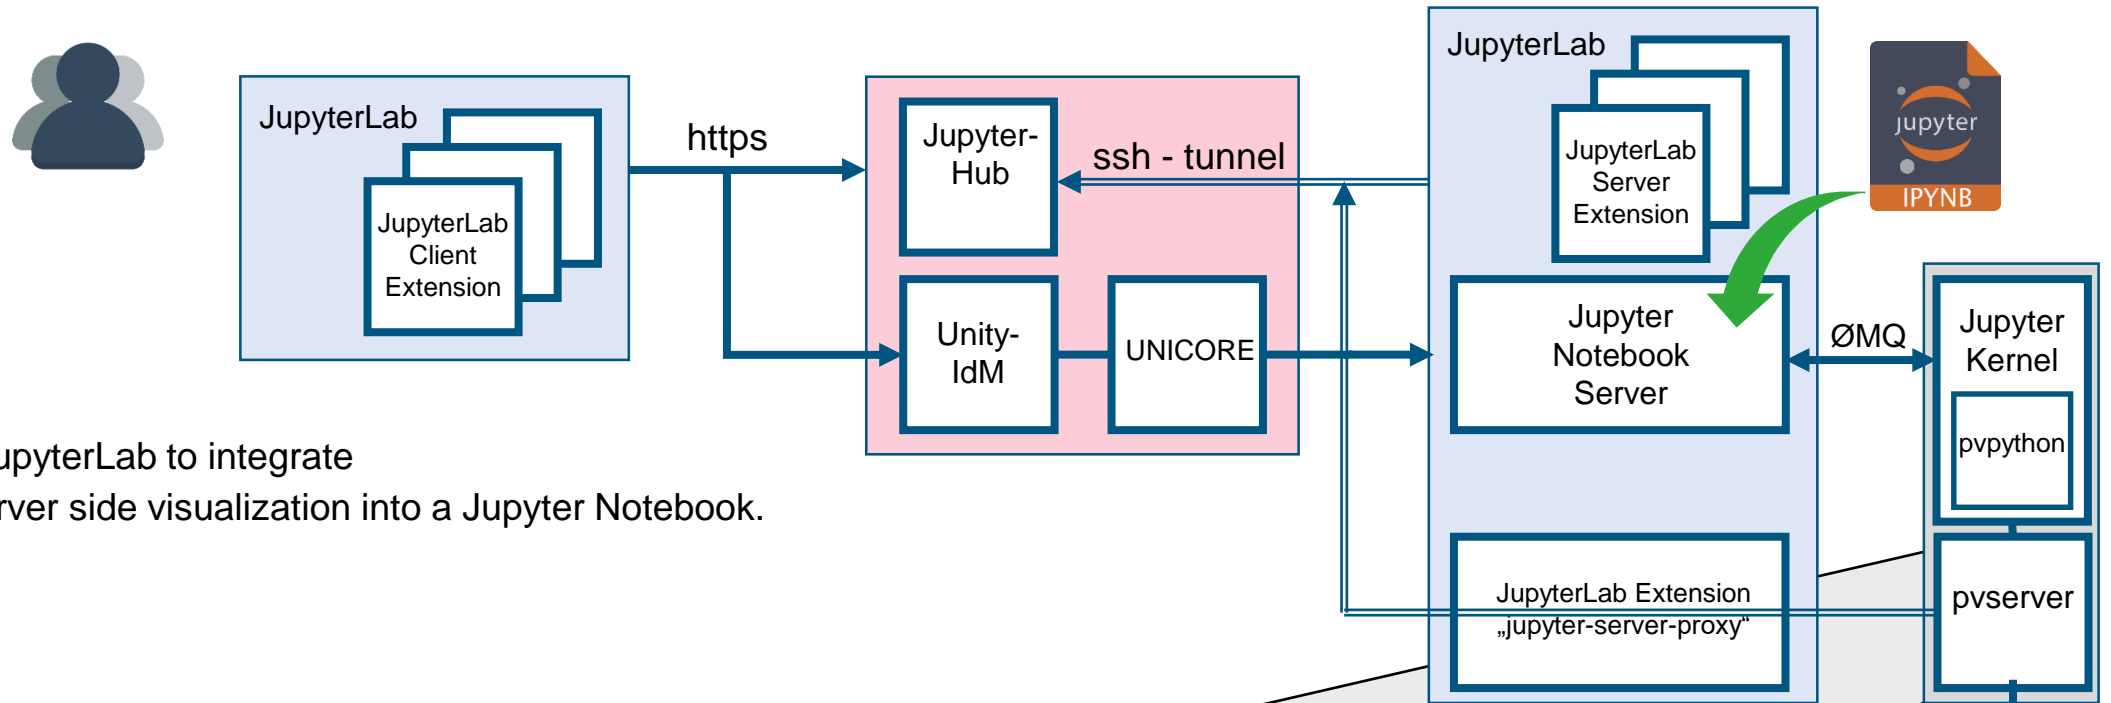 JupyterLab
JupyterLab
Client
Extension
https
Jupyter-
Hub
ssh - tunnel
Unity-
IdM
UNICORE
JupyterLab
JupyterLab
Server
Extension
jupyter
IPYNB
Jupyter
Notebook
Server
ØMQ
Jupyter
Kernel
pvpython
JupyterLab Extension
„jupyter-server-proxy“
pvserver
upyterLab to integrate
rver side visualization into a Jupyter Notebook.